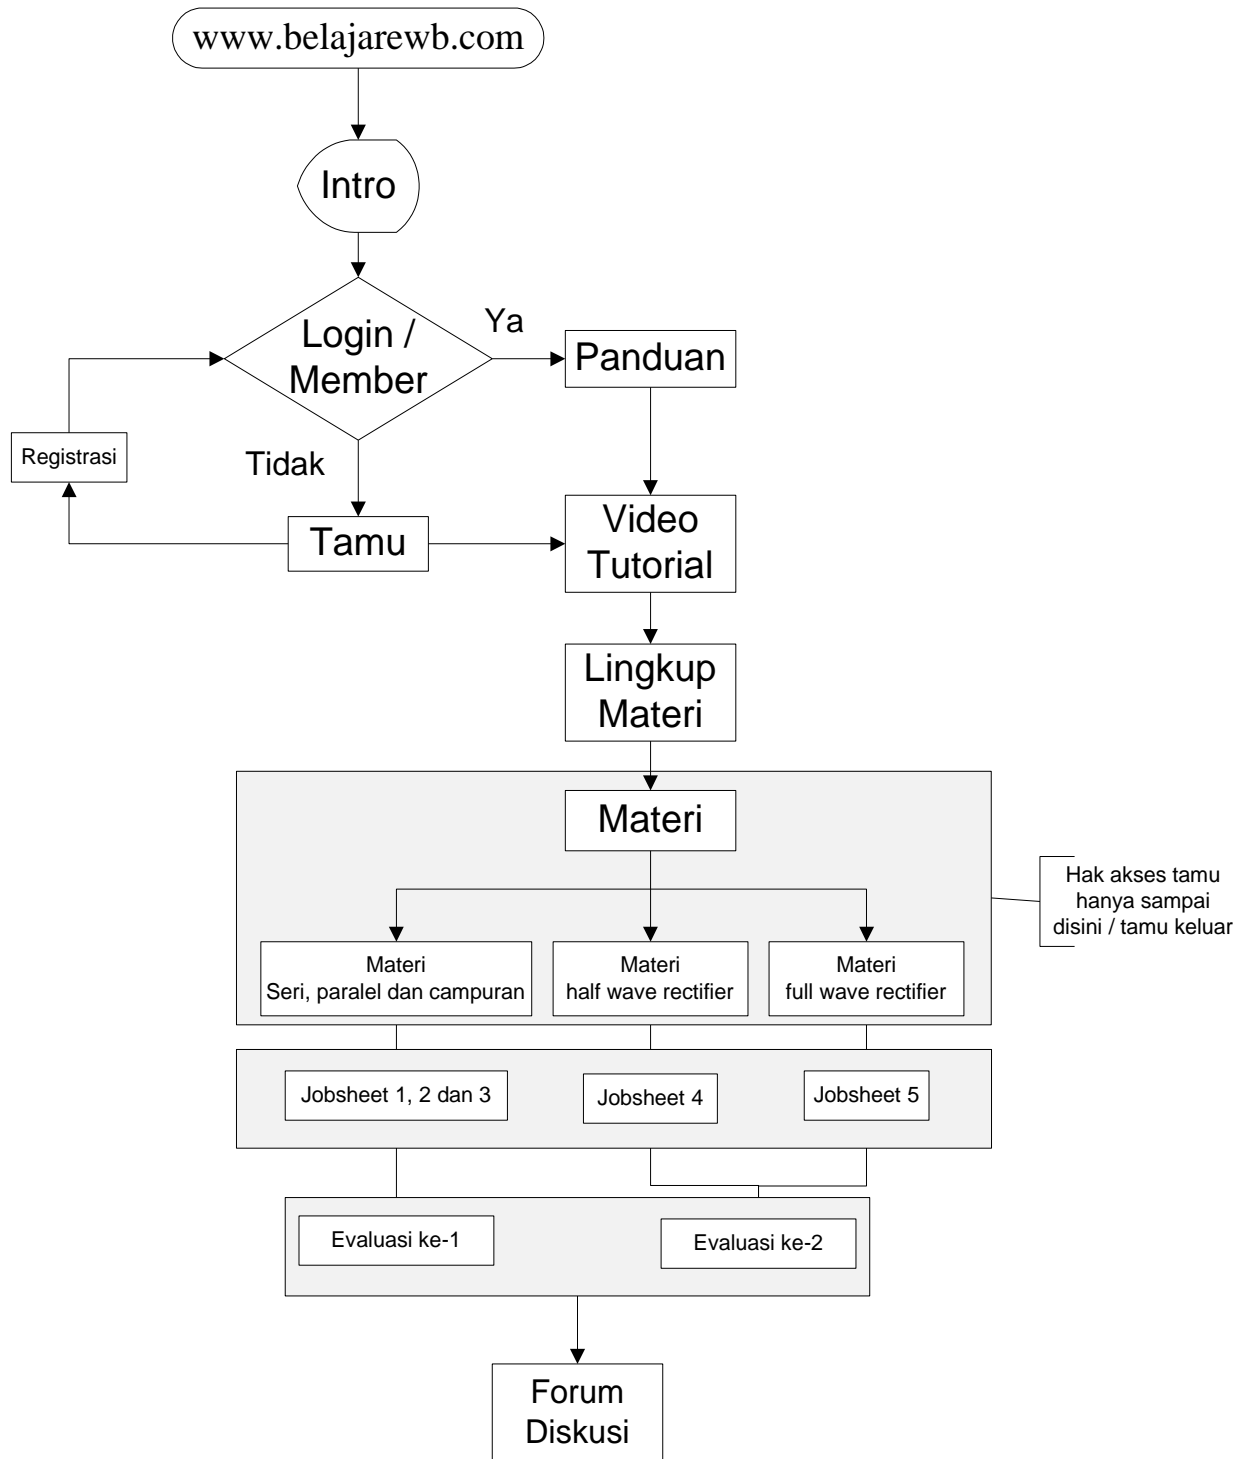 www.belajarewb.com
Intro
Login /
Member
Ya
Panduan
Registrasi
Tidak
Tamu
Video
Tutorial
Lingkup
Materi
Materi
Hak akses tamu
hanya sampai
disini / tamu keluar
Materi
Seri, paralel dan campuran
Materi
half wave rectifier
Materi
full wave rectifier
Jobsheet 1, 2 dan 3
Jobsheet 4
Jobsheet 5
Evaluasi ke-1
Evaluasi ke-2
Forum
Diskusi